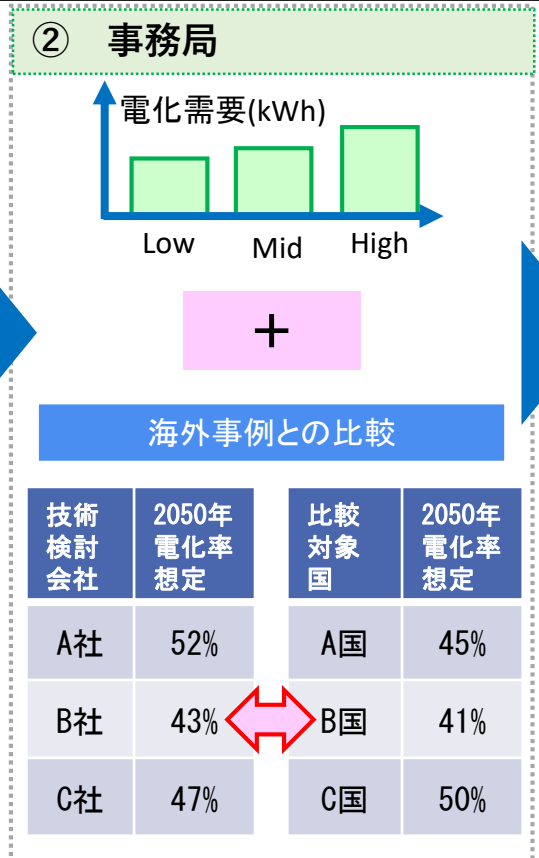 ② 事務局
電化需要(kWh)
Low Mid High
+
海外事例との比較
技術
検討
会社
2050年
電化率
想定
A社 52%
B社 43%
C社 47%
比較
対象
国
2050年
電化率
想定
A国 45%
B国 41%
C国 50%